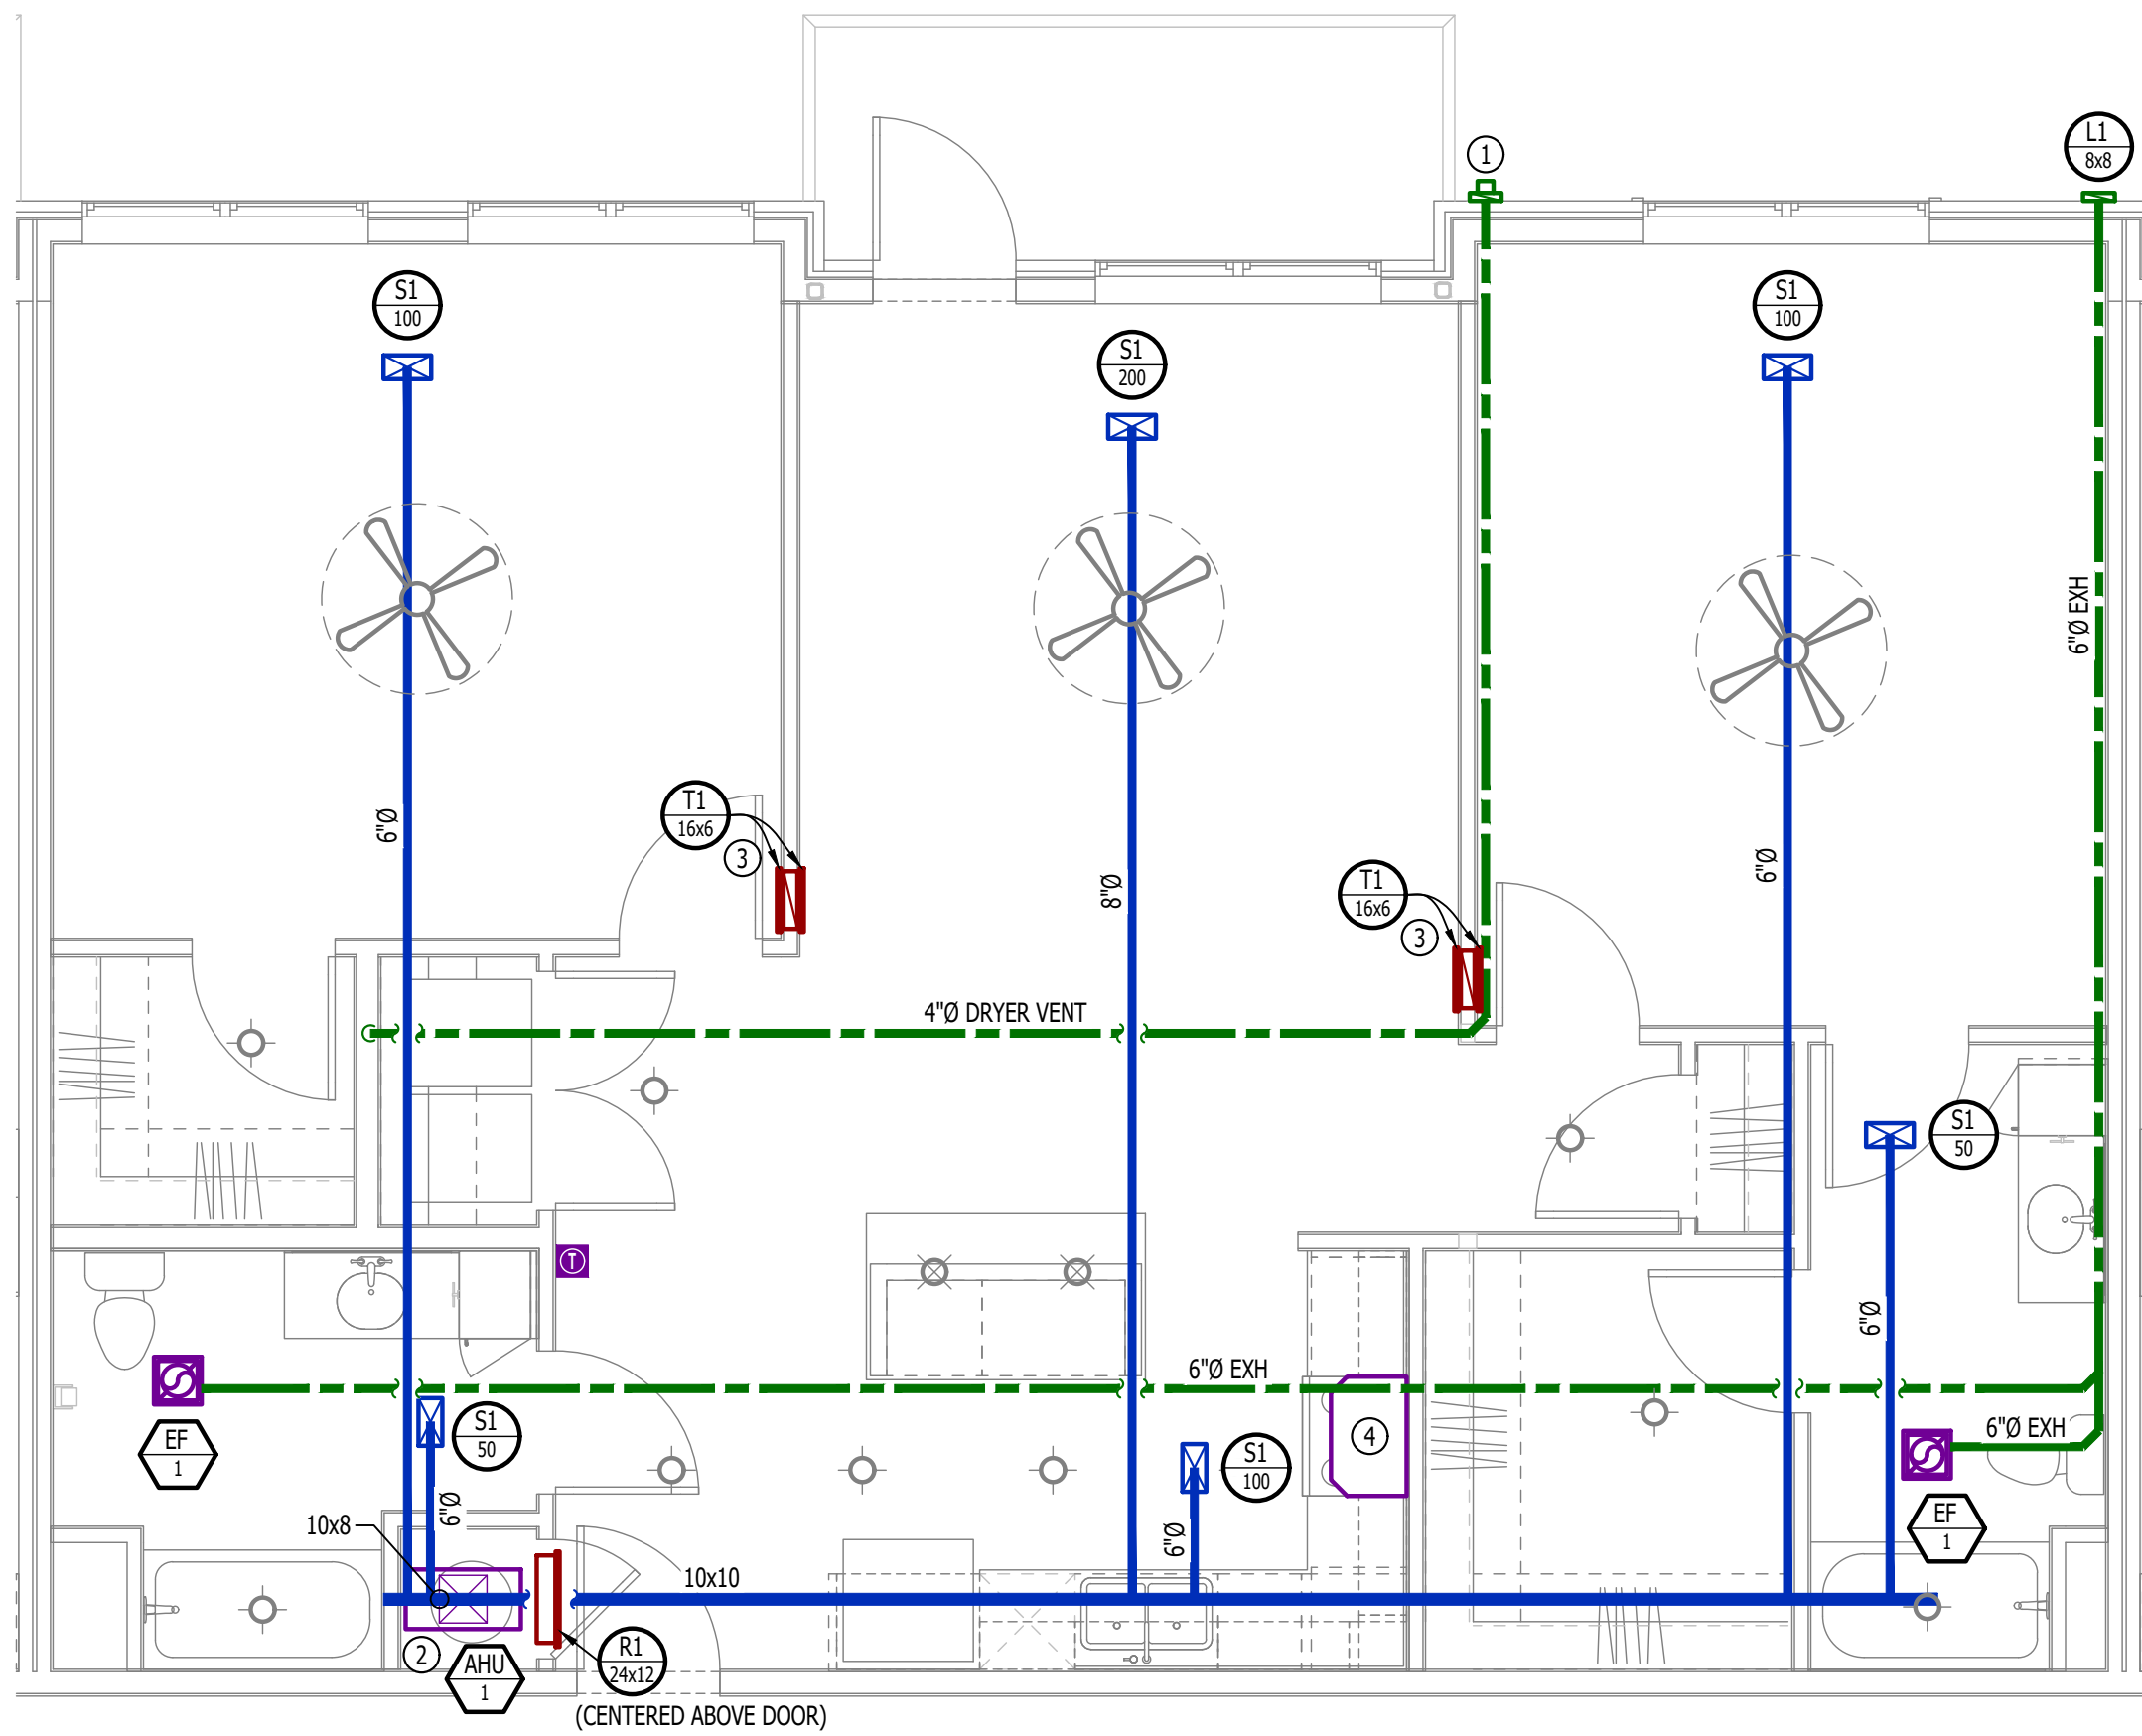 1
L1
8x8
S1
100
S1
200
S1
100
6"Ø EXH
T1
16x6
3
6"Ø
8"Ø
6"Ø
T1
16x6
3
4"Ø DRYER VENT
S1
50
T
6"Ø
6"Ø EXH
S1
50
EF
1
4
S1
100
6"Ø EXH
6"Ø
10x8
6"Ø
EF
1
10x10
2
AHU
1
R1
24x12
(CENTERED ABOVE DOOR)